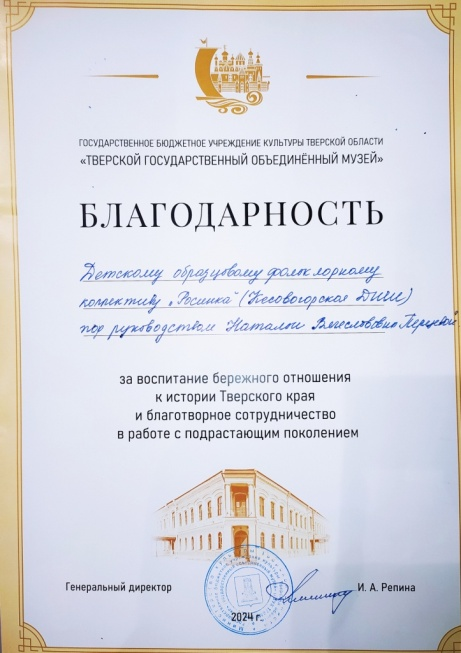 ГОСУДАРСТВЕННОЕ БЮДЖЕТНОЕ УЧРЕЖДЕНИЕ КУЛЬТУРЫ ТВЕРСКОЙ ОБЛАСТИ
«ТВЕРСКОЙ ГОСУДАРСТВЕННЫЙ ОБЪЕДИНЁННЫЙ МУЗЕЙ»
БЛАГОДАРНОСТЬ
Детскому образцовому фольклорному
коллективу „Росинка“ (Кесовогорская ДШИ)
под руководством Натальи Вячеславовны
за воспитание бережного отношения
к истории Тверского края
и благотворное сотрудничество
в работе с подрастающим поколением
Генеральный директор
И. А. Репина
2024 г.